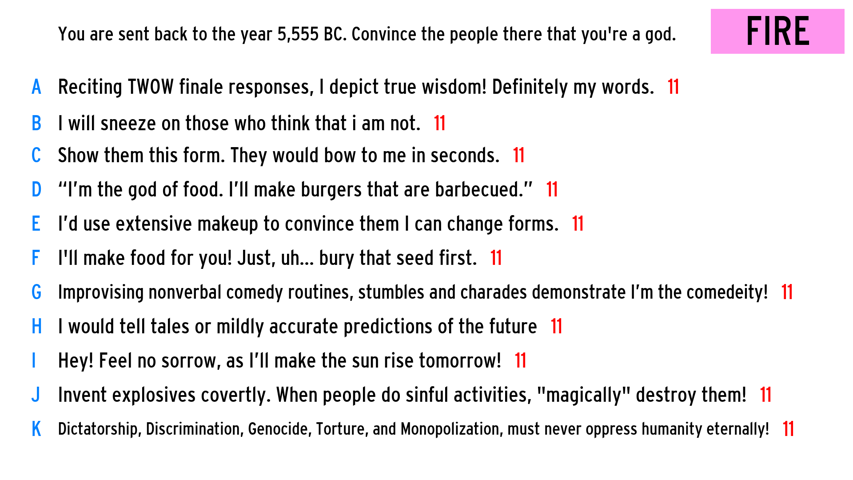 You are sent back to the year 5,555 BC. Convince the people there that you're a god.
FIRE
A Reciting TWOW finale responses, I depict true wisdom! Definitely my words. 11
B I will sneeze on those who think that i am not. 11
C Show them this form. They would bow to me in seconds. 11
D “I’m the god of food. I’ll make burgers that are barbecued.” 11
E I’d use extensive makeup to convince them I can change forms. 11
F I'll make food for you! Just, uh... bury that seed first. 11
G Improvising nonverbal comedy routines, stumbles and charades demonstrate I’m the comedeity! 11
H I would tell tales or mildly accurate predictions of the future 11
I Hey! Feel no sorrow, as I’ll make the sun rise tomorrow! 11
J Invent explosives covertly. When people do sinful activities, "magically" destroy them! 11
K Dictatorship, Discrimination, Genocide, Torture, and Monopolization, must never oppress humanity eternally! 11